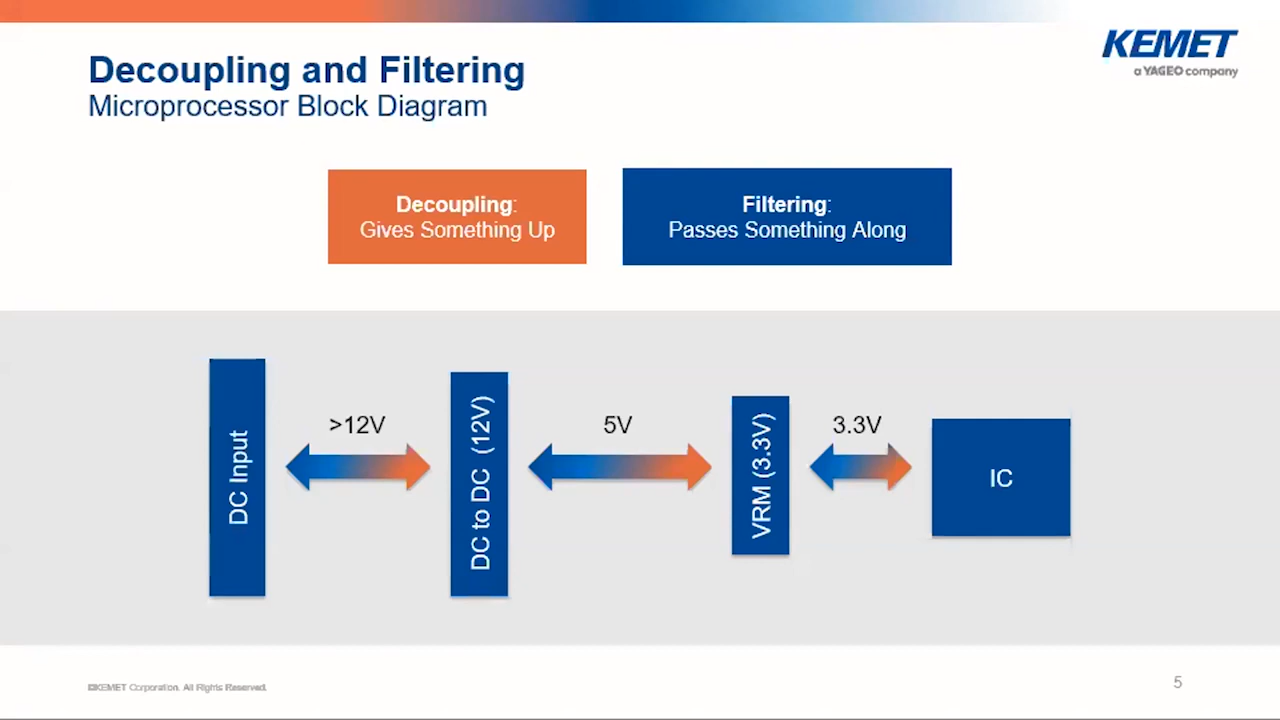 KEMET
a YAGEO company
Decoupling and Filtering
Microprocessor Block Diagram
Decoupling:
Gives Something Up
Filtering:
Passes Something Along
DC Input
>12V
DC to DC (12V)
5V
VRM (3.3V)
3.3V
IC
©KEMET Corporation. All Rights Reserved.
5